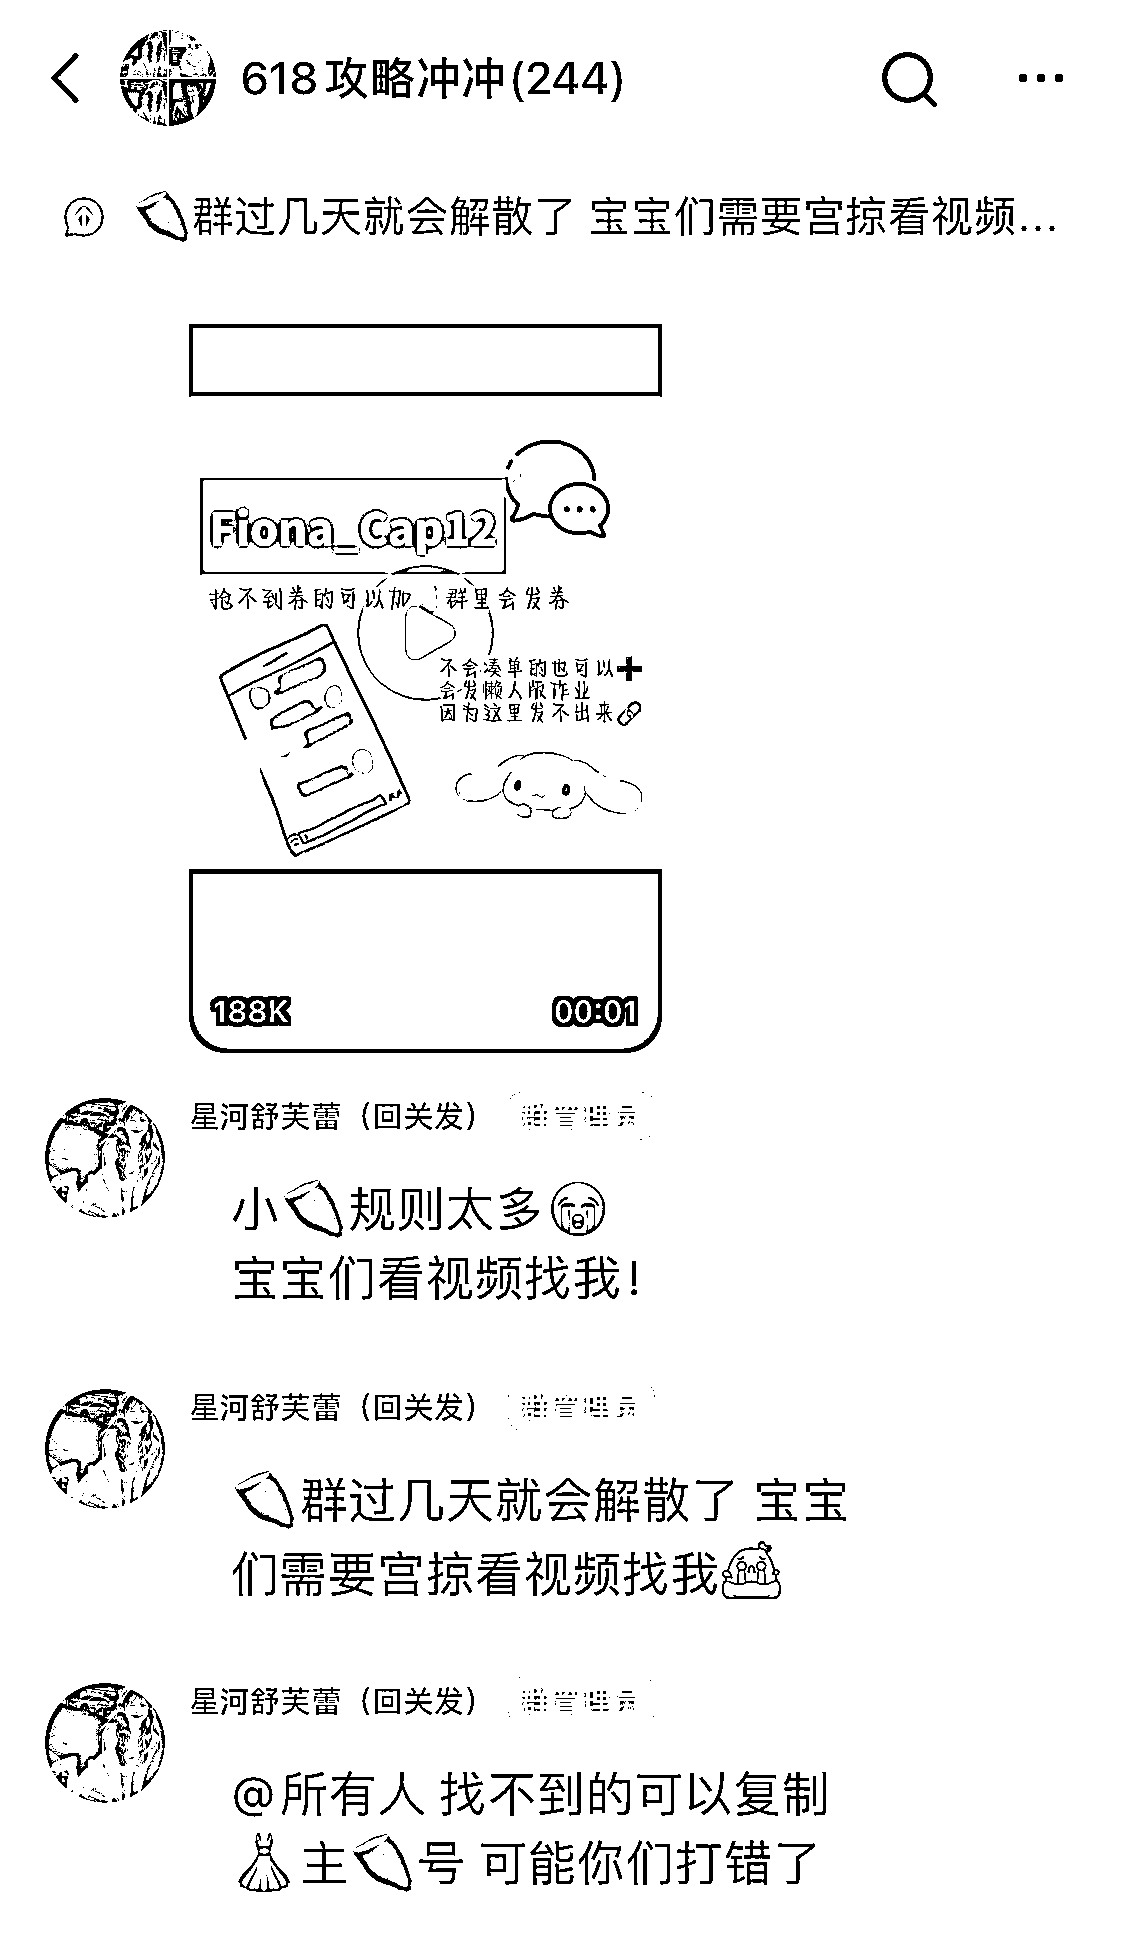 618攻略冲冲(244)
🍠群过几天就会解散了 宝宝们需要宫掠看视频...
Fiona_Cap12
抢不到券的可以加 群里会发券
不会凑单的也可以➕
会发懒人版作业
因为这里发不出来🔗
188K
00:01
星河舒芙蕾（回关发） 群管理员
小🍠规则太多😭
宝宝们看视频找我！
星河舒芙蕾（回关发） 群管理员
🍠群过几天就会解散了 宝宝
们需要宫掠看视频找我
星河舒芙蕾（回关发） 群管理员
@所有人 找不到的可以复制
👗主🍠号 可能你们打错了